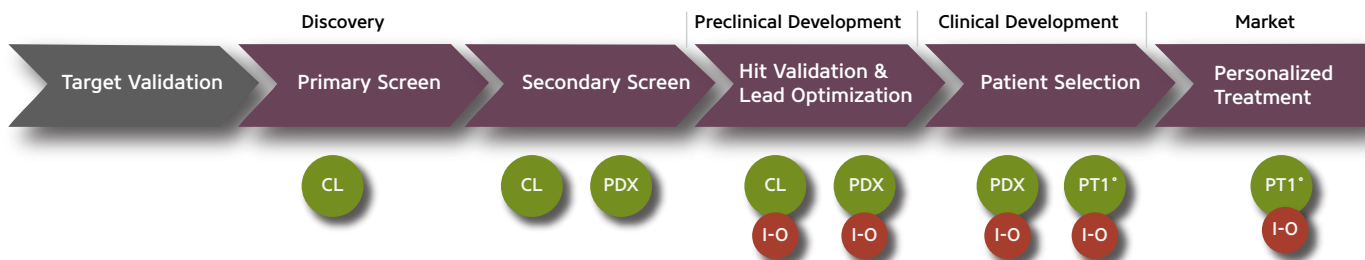 Discovery
Preclinical Development
Clinical Development
Market
Target Validation
Primary Screen
Secondary Screen
Hit Validation &
Lead Optimization
Patient Selection
Personalized
Treatment
CL
CL
PDX
CL
PDX
PDX
PT1°
PT1°
I-O
I-O
I-O
I-O
I-O